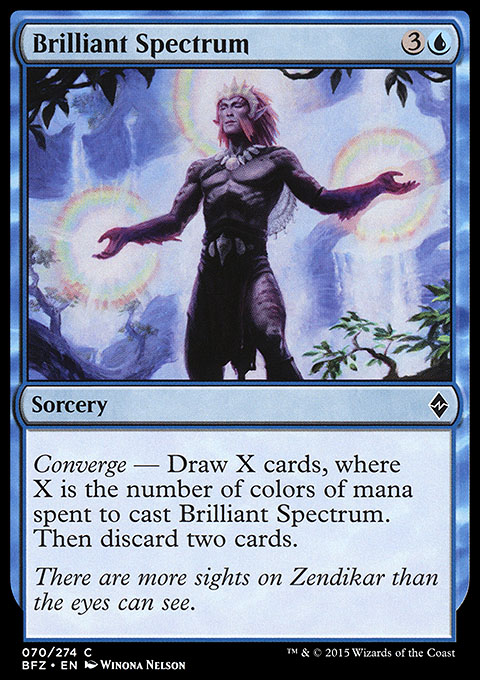 Brilliant Spectrum 3
Sorcery
Converge — Draw X cards, where
X is the number of colors of mana
spent to cast Brilliant Spectrum.
Then discard two cards.
There are more sights on Zendikar than
the eyes can see.
070/274 C
BFZ • EN Winona Nelson
™ & © 2015 Wizards of the Coast